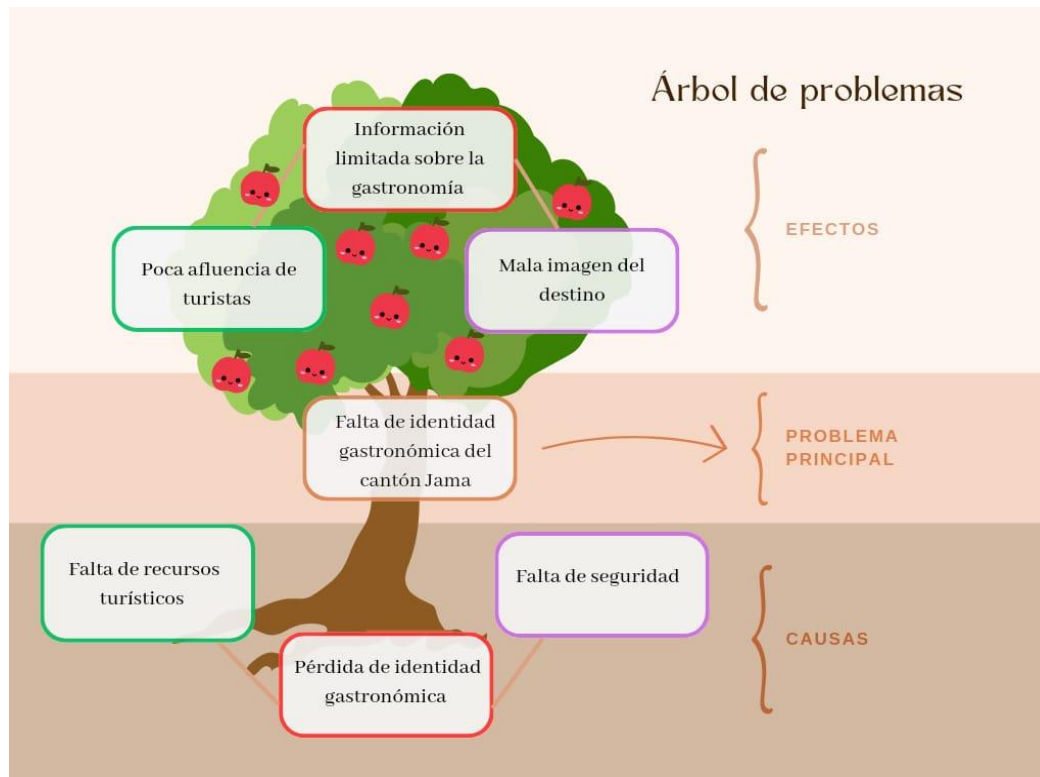 Árbol de problemas
Información
limitada sobre la
gastronomía
Poca afluencia de
turistas
Mala imagen del
destino
EFECTOS
Falta de identidad
gastronómica del
cantón Jama
PROBLEMA
PRINCIPAL
Falta de recursos
turísticos
Falta de seguridad
Pérdida de identidad
gastronómica
CAUSAS